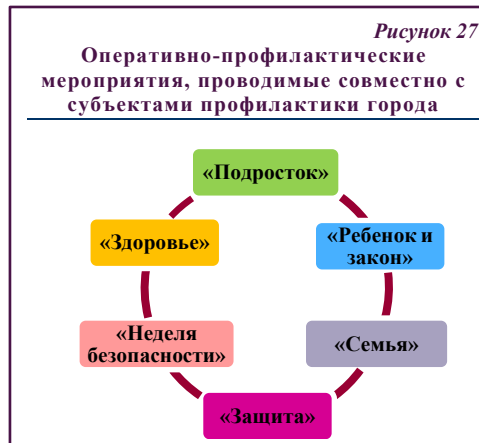 Рисунок 27
Оперативно-профилактические
мероприятия, проводимые совместно с
субъектами профилактики города
«Подросток»
«Здоровье»
«Ребенок и
закон»
«Неделя
безопасности»
«Семья»
«Защита»